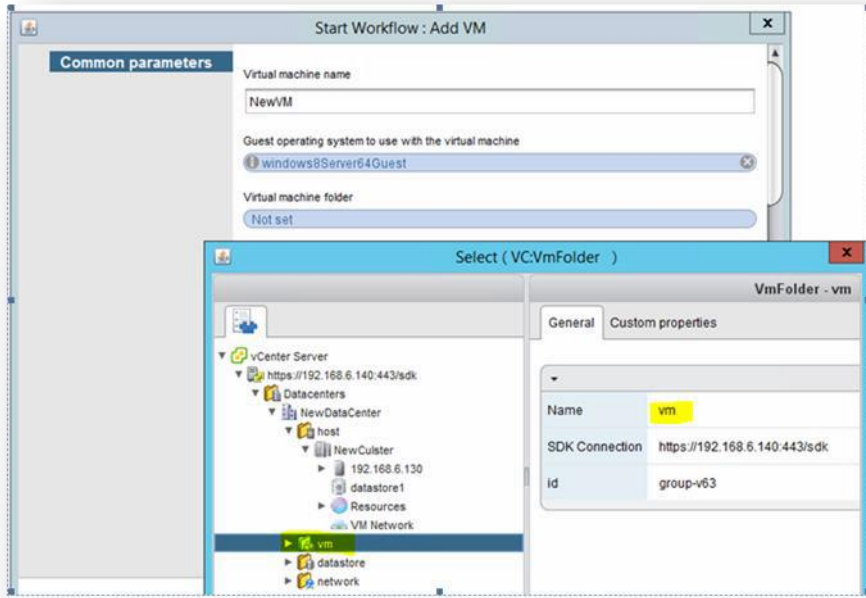 Start Workflow : Add VM
x
Common parameters
Virtual machine name
NewVM
Guest operating system to use with the virtual machine
windows8Server64Guest
Virtual machine folder
Not set
Select ( VC:VmFolder )
x
VmFolder - vm
General Custom properties
vCenter Server
https://192.168.6.140:443/sdk
Datacenters
NewDataCenter
host
NewCulster
192.168.6.130
datastore1
Resources
VM Network
vm
datastore
network
Name vm
SDK Connection https://192.168.6.140:443/sdk
id group-v63